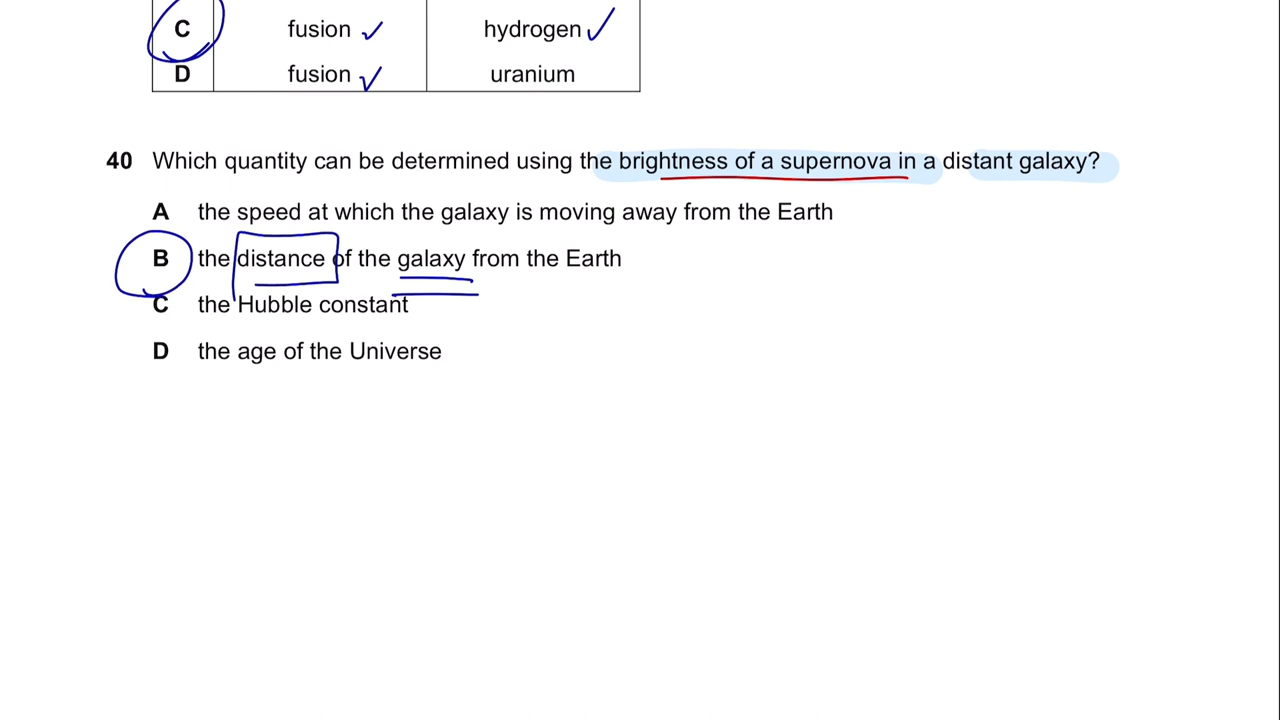 C fusion ✓ hydrogen ✓
D fusion ✓ uranium
40 Which quantity can be determined using the brightness of a supernova in a distant galaxy?
A the speed at which the galaxy is moving away from the Earth
B the distance of the galaxy from the Earth
C the Hubble constant
D the age of the Universe